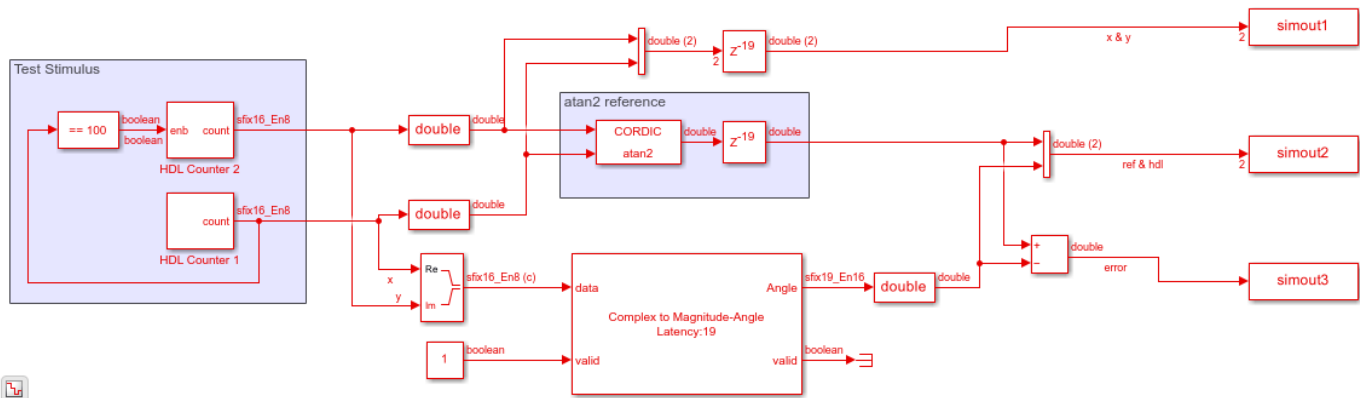 simout1
double (2)
double (2)
z-19
2
x & y
2
Test Stimulus
atan2 reference
== 100
boolean
boolean
enb
count
sfix16_En8
HDL Counter 2
double
double
CORDIC
atan2
double
z-19
double
double (2)
ref & hdl
simout2
2
count
sfix16_En8
HDL Counter 1
double
double
Re
Im
x
y
sfix16_En8 (c)
data
Angle
Complex to Magnitude-Angle
Latency:19
valid
valid
sfix19_En16
double
double
+
−
double
error
simout3
1
boolean
boolean